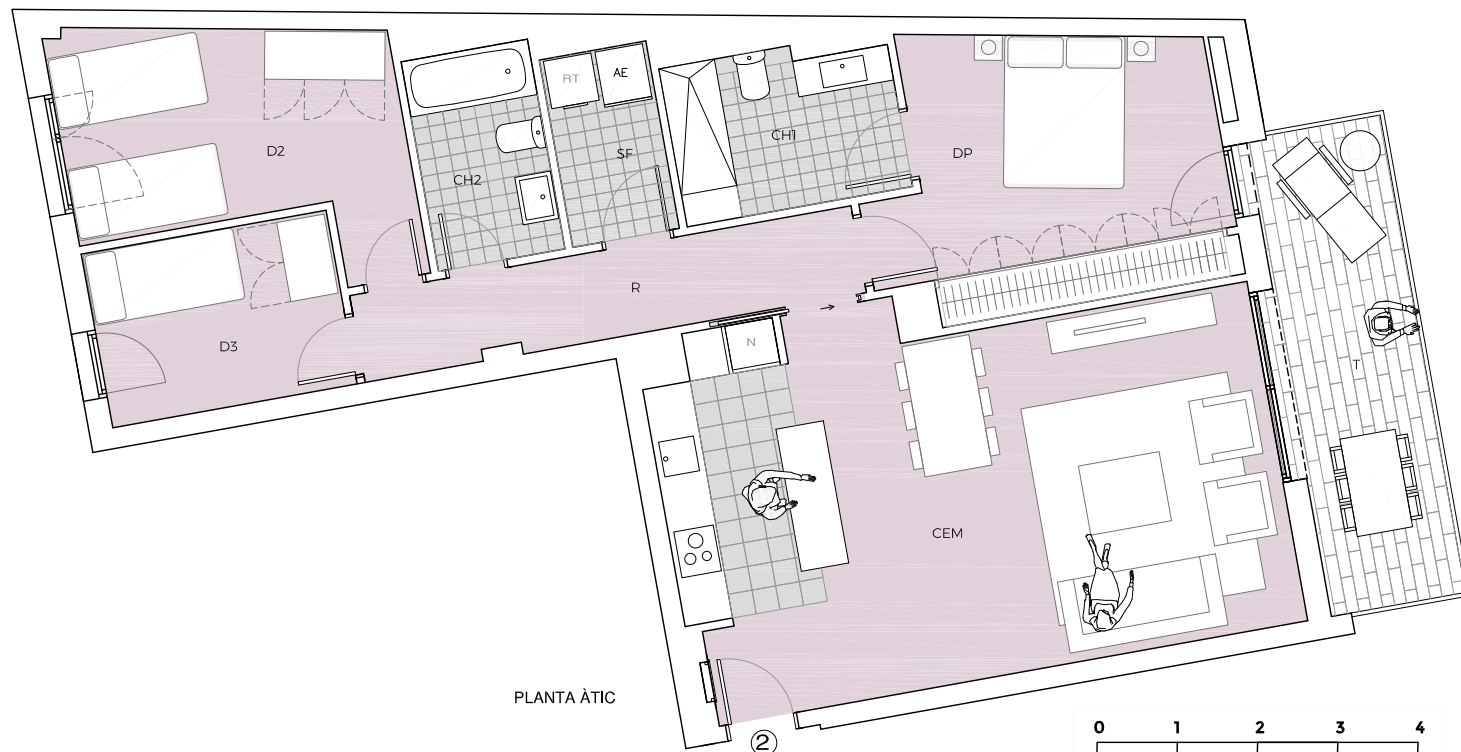 RT
AE
D2
CH2
SF
CH1
DP
R
D3
N
T
CEM
PLANTA ÀTIC
2
0 1 2 3 4